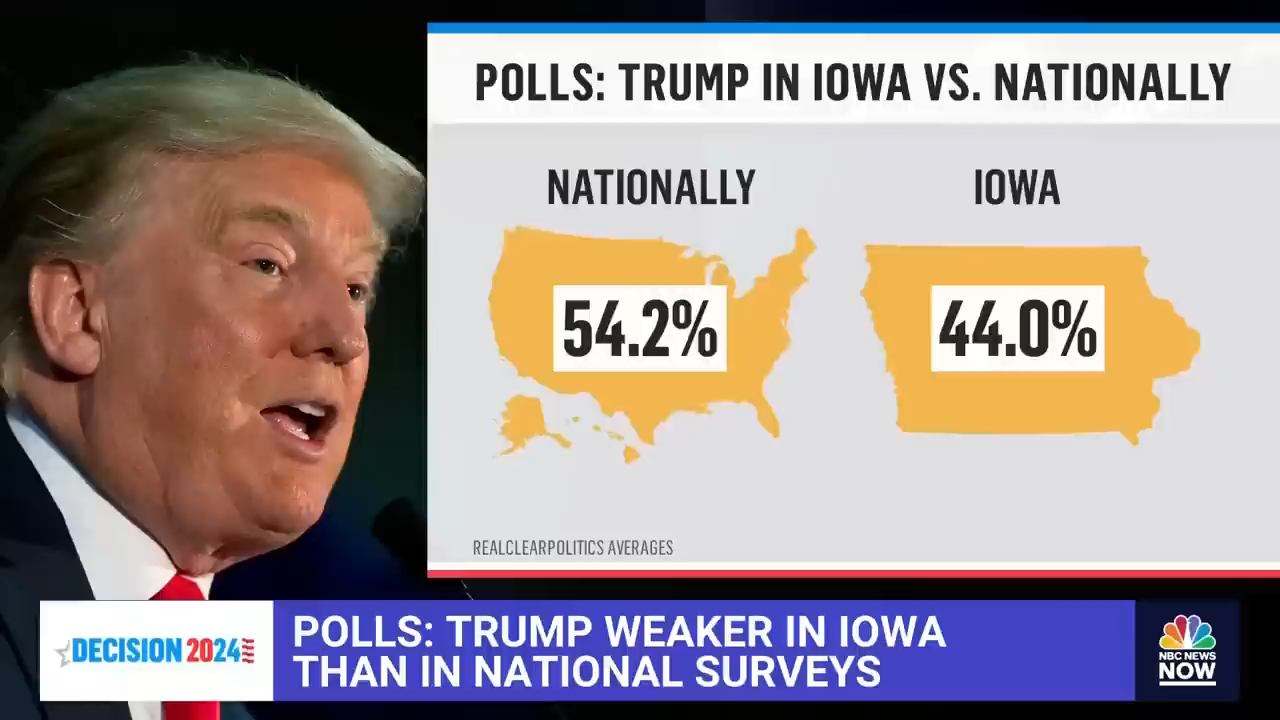 POLLS: TRUMP IN IOWA VS. NATIONALLY
NATIONALLY
IOWA
54.2%
44.0%
REALCLEARPOLITICS AVERAGES
DECISION 2024
POLLS: TRUMP WEAKER IN IOWA
THAN IN NATIONAL SURVEYS
NBC NEWS
NOW